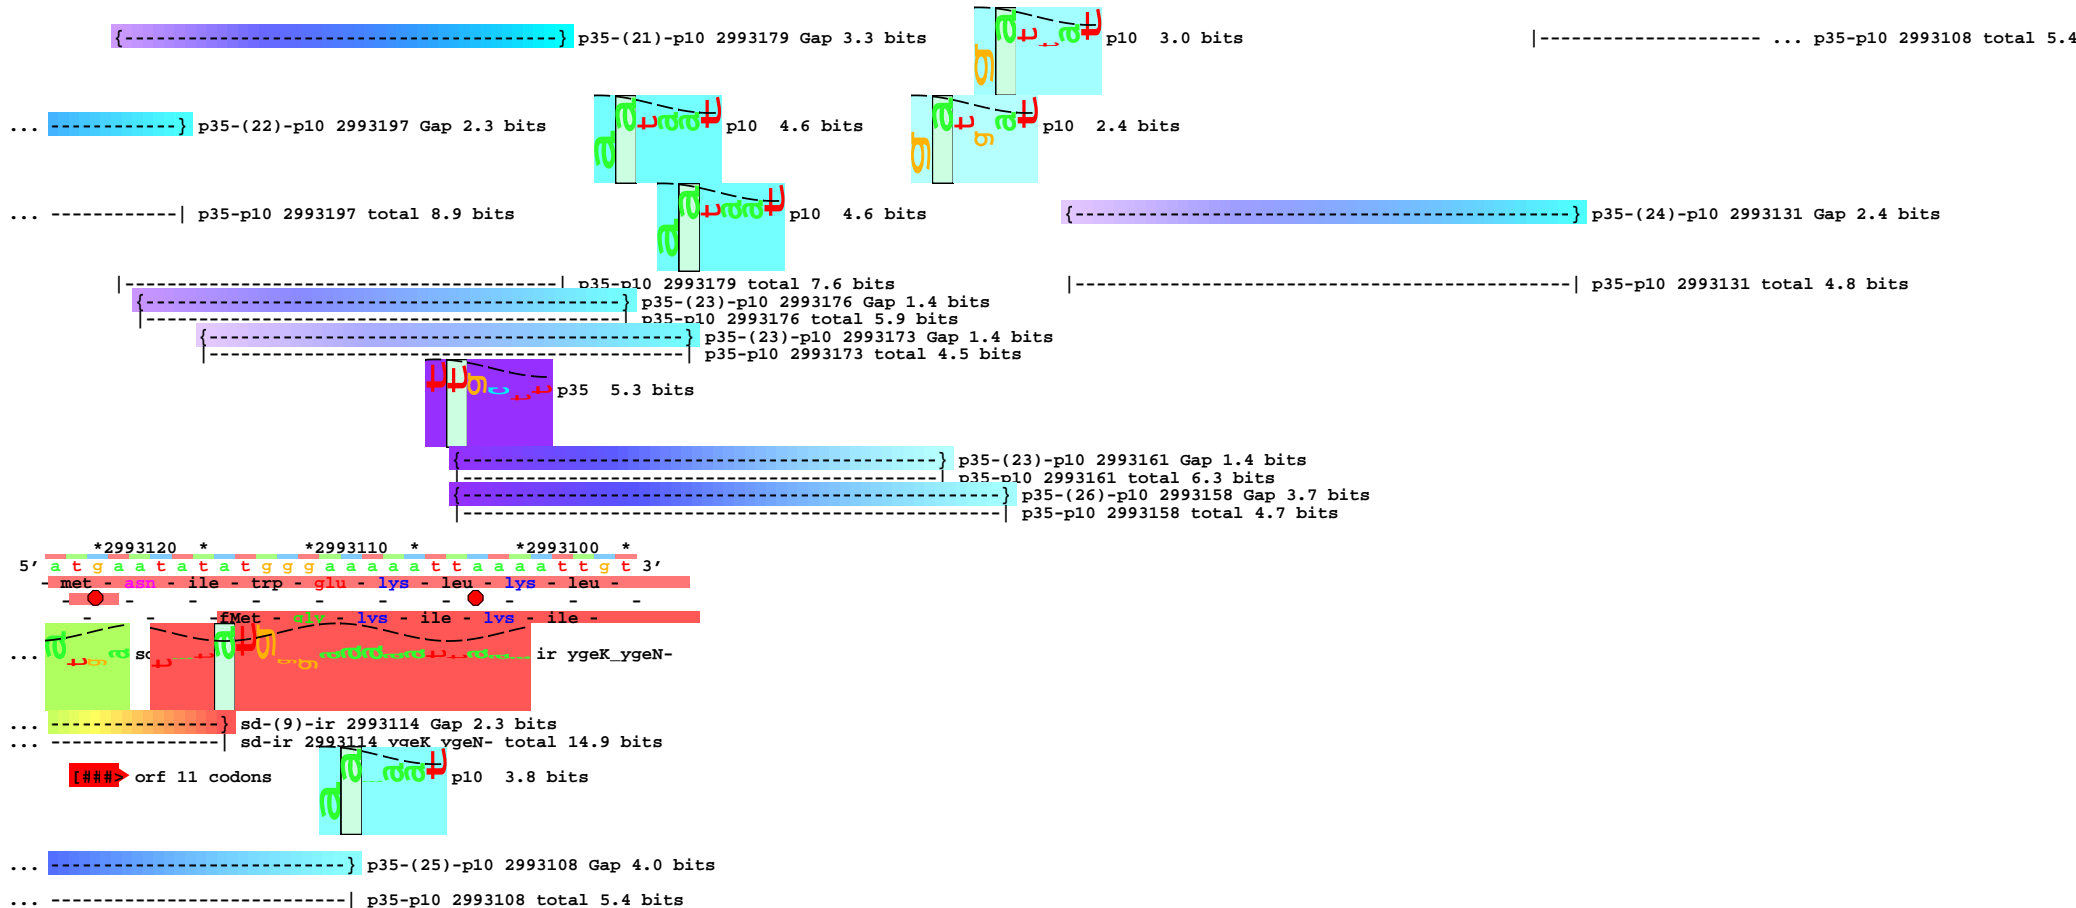 {------------------------------------------} p35-(21)-p10 2993179 Gap 3.3 bits
g a t t a t p10 3.0 bits
|--------------------- ... p35-p10 2993108 total 5.4
... ------------} p35-(22)-p10 2993197 Gap 2.3 bits
a a t a a t p10 4.6 bits
g a t g a t p10 2.4 bits
... ------------| p35-p10 2993197 total 8.9 bits
a a t a a t p10 4.6 bits
{------------------------------------------------} p35-(24)-p10 2993131 Gap 2.4 bits
|------------------------------------------| p35-p10 2993179 total 7.6 bits
|------------------------------------------------| p35-p10 2993131 total 4.8 bits
{----------------------------------------------} p35-(23)-p10 2993176 Gap 1.4 bits
|----------------------------------------------| p35-p10 2993176 total 5.9 bits
{----------------------------------------------} p35-(23)-p10 2993173 Gap 1.4 bits
|----------------------------------------------| p35-p10 2993173 total 4.5 bits
t t g c t t p35 5.3 bits
{----------------------------------------------} p35-(23)-p10 2993161 Gap 1.4 bits
|----------------------------------------------| p35-p10 2993161 total 6.3 bits
{----------------------------------------------------} p35-(26)-p10 2993158 Gap 3.7 bits
|----------------------------------------------------| p35-p10 2993158 total 4.7 bits
*2993120 * *2993110 * *2993100 *
5' a t g a a t a t a t g g g a a a a a t t a a a a t t g t 3'
- met - asn - ile - trp - glu - lys - leu - lys - leu -
- - - - - - - - -
- - -fMet - gly - lys - ile - lys - ile -
... a t g a ir ygeK_ygeN-
... ----------------} sd-(9)-ir 2993114 Gap 2.3 bits
... ----------------| sd-ir 2993114 ygeK_ygeN- total 14.9 bits
[###> orf 11 codons
a a a a t p10 3.8 bits
... ----------------------------} p35-(25)-p10 2993108 Gap 4.0 bits
... ----------------------------| p35-p10 2993108 total 5.4 bits